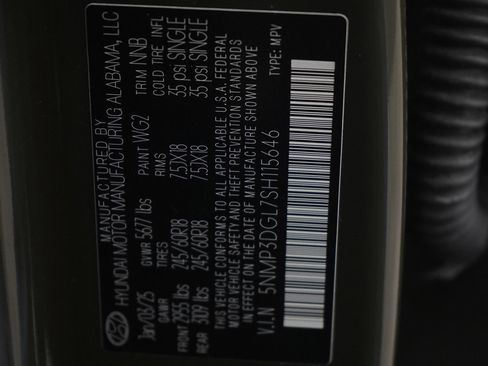 MANUFACTURED BY
HYUNDAI MOTOR MANUFACTURING ALABAMA, LLC
Jan/03/25 GVWR 5677 lbs PAINT WG2 TRIM NNB
GAWR TIRES RIMS COLD TIRE INFL
FRONT 2955 lbs 245/60R18 7.5JX18 35 psi SINGLE
REAR 3109 lbs 245/60R18 7.5JX18 35 psi SINGLE
THIS VEHICLE CONFORMS TO ALL APPLICABLE U.S.A. FEDERAL
MOTOR VEHICLE SAFETY AND THEFT PREVENTION STANDARDS
IN EFFECT ON THE DATE OF MANUFACTURE SHOWN ABOVE
V.I.N 5NMP3DGL7SH115646 TYPE: MPV